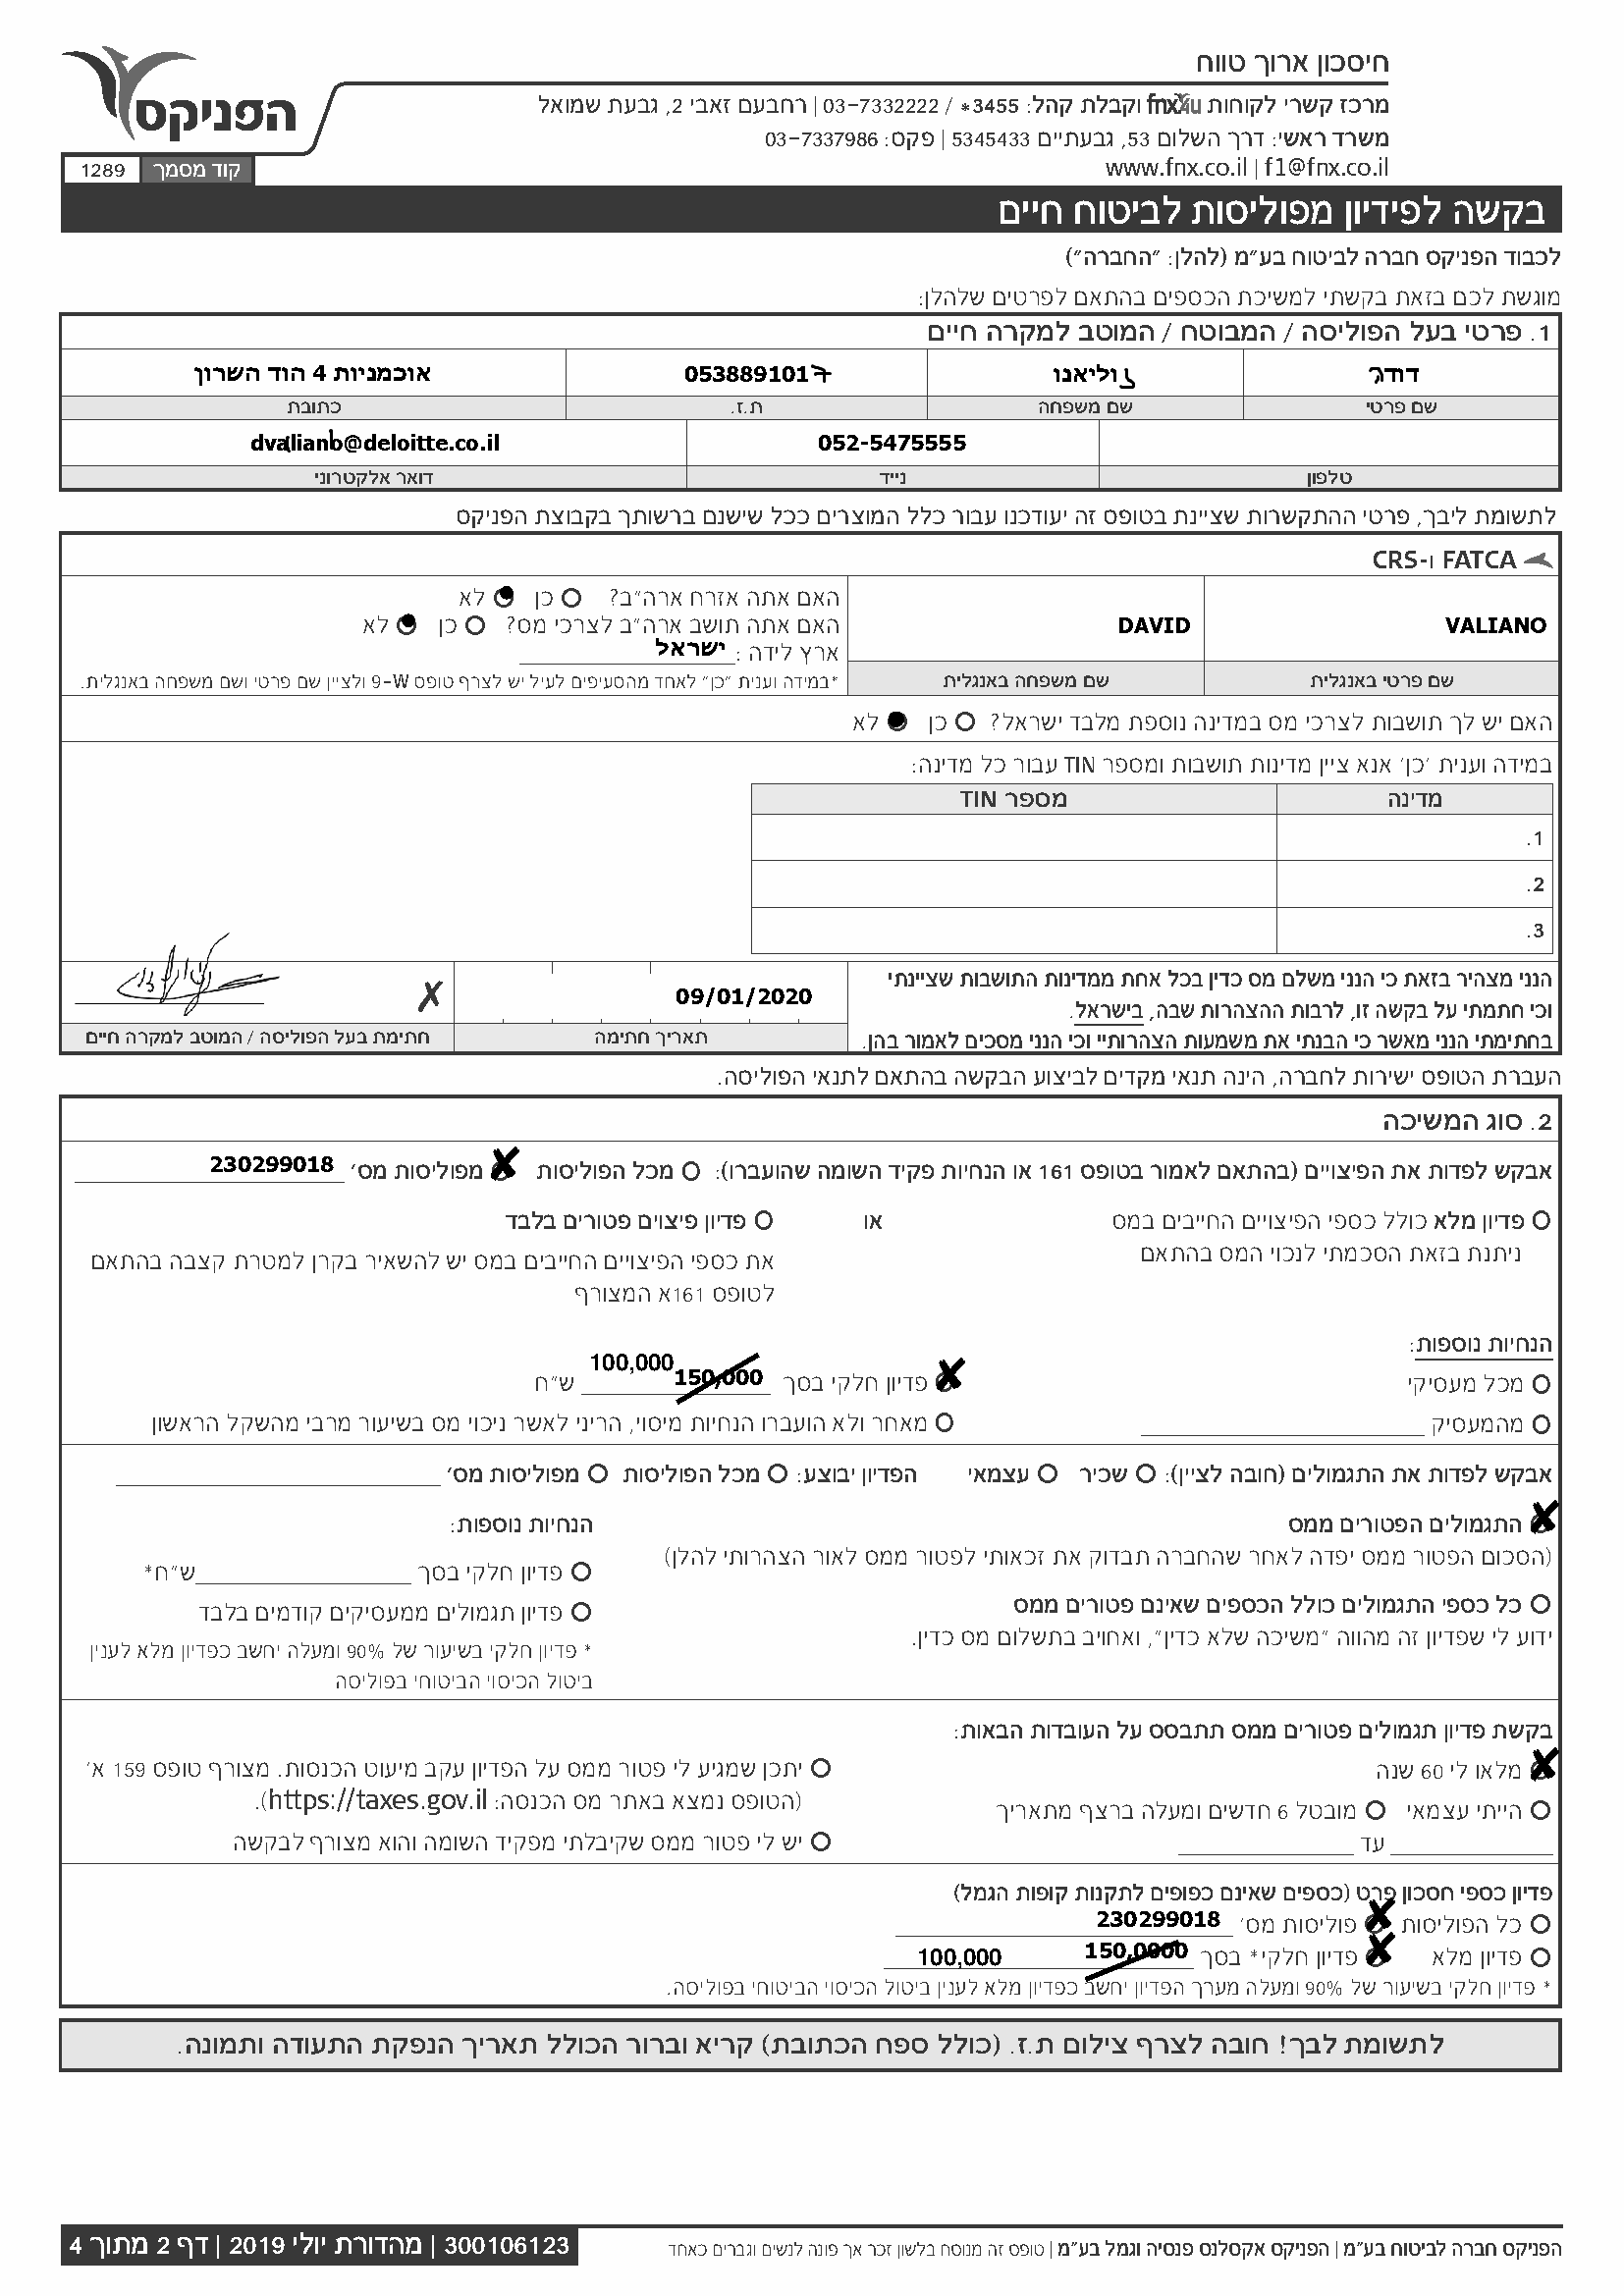 הפניקס
חיסכון ארוך טווח
מרכז קשרי לקוחות fnx4u וקבלת קהל: 3455* / 03-7332222 | רחבעם זאבי 2, גבעת שמואל
משרד ראשי: דרך השלום 53, גבעתיים 5345433 | פקס: 03-7337986
www.fnx.co.il | f1@fnx.co.il
קוד מסמך 1289
בקשה לפידיון מפוליסות לביטוח חיים
לכבוד הפניקס חברה לביטוח בע״מ (להלן: ״החברה״)
מוגשת לכם בזאת בקשתי למשיכת הכספים בהתאם לפרטים שלהלן:
1. פרטי בעל הפוליסה / המבוטח / המוטב למקרה חיים
דוד וליאנו 053889101 אוכמניות 4 הוד השרון
שם פרטי שם משפחה ת.ז. כתובת
052-5475555 dvaliano@deloitte.co.il
טלפון נייד דואר אלקטרוני
לתשומת ליבך, פרטי ההתקשרות שציינת בטופס זה יעודכנו עבור כלל המוצרים ככל שישנם ברשותך בקבוצת הפניקס
FATCA ו-CRS
VALIANO DAVID
שם פרטי באנגלית שם משפחה באנגלית
האם אתה אזרח ארה״ב? כן לא
האם אתה תושב ארה״ב לצרכי מס? כן לא
ארץ לידה: ישראל
*במידה וענית ״כן״ לאחד מהסעיפים לעיל יש לצרף טופס W-9 ולציין שם פרטי ושם משפחה באנגלית.
האם יש לך תושבות לצרכי מס במדינה נוספת מלבד ישראל? כן לא
במידה וענית ׳כן׳ אנא ציין מדינות תושבות ומספר TIN עבור כל מדינה:
מדינה מספר TIN
1.
2.
3.
הנני מצהיר בזאת כי הנני משלם מס כדין בכל אחת ממדינות התושבות שציינתי
וכי חתמתי על בקשה זו, לרבות ההצהרות שבה, בישראל.
בחתימתי הנני מאשר כי הבנתי את משמעות הצהרותיי וכי הנני מסכים לאמור בהן.
09/01/2020 ✗
תאריך חתימה חתימת בעל הפוליסה / המוטב למקרה חיים
העברת הטופס ישירות לחברה, הינה תנאי מקדים לביצוע הבקשה בהתאם לתנאי הפוליסה.
2. סוג המשיכה
אבקש לפדות את הפיצויים (בהתאם לאמור בטופס 161 או הנחיות פקיד השומה שהועברו): מכל הפוליסות מפוליסות מס׳ 230299018
פדיון מלא כולל כספי הפיצויים החייבים במס או פדיון פיצוים פטורים בלבד
ניתנת בזאת הסכמתי לנכוי המס בהתאם
את כספי הפיצויים החייבים במס יש להשאיר בקרן למטרת קצבה בהתאם
לטופס 161א המצורף
הנחיות נוספות:
מכל מעסיקי פדיון חלקי בסך 150,000 100,000 ש״ח
מהמעסיק מאחר ולא הועברו הנחיות מיסוי, הריני לאשר ניכוי מס בשיעור מרבי מהשקל הראשון
אבקש לפדות את התגמולים (חובה לציין): שכיר עצמאי הפדיון יבוצע: מכל הפוליסות מפוליסות מס׳
התגמולים הפטורים ממס
(הסכום הפטור ממס יפדה לאחר שהחברה תבדוק את זכאותי לפטור ממס לאור הצהרותי להלן)
כל כספי התגמולים כולל הכספים שאינם פטורים ממס
ידוע לי שפדיון זה מהווה ״משיכה שלא כדין״, ואחויב בתשלום מס כדין.
הנחיות נוספות:
פדיון חלקי בסך ש״ח*
פדיון תגמולים ממעסיקים קודמים בלבד
* פדיון חלקי בשיעור של 90% ומעלה יחשב כפדיון מלא לענין
ביטול הכיסוי הביטוחי בפוליסה
בקשת פדיון תגמולים פטורים ממס תתבסס על העובדות הבאות:
מלאו לי 60 שנה
הייתי עצמאי מובטל 6 חדשים ומעלה ברצף מתאריך
עד
יתכן שמגיע לי פטור ממס על הפדיון עקב מיעוט הכנסות. מצורף טופס 159 א׳
(הטופס נמצא באתר מס הכנסה: https://taxes.gov.il).
יש לי פטור ממס שקיבלתי מפקיד השומה והוא מצורף לבקשה
פדיון כספי חסכון פרט (כספים שאינם כפופים לתקנות קופות הגמל)
כל הפוליסות פוליסות מס׳ 230299018
פדיון מלא פדיון חלקי* בסך 150,0000 100,000
* פדיון חלקי בשיעור של 90% ומעלה מערך הפדיון יחשב כפדיון מלא לענין ביטול הכיסוי הביטוחי בפוליסה.
לתשומת לבך! חובה לצרף צילום ת.ז. (כולל ספח הכתובת) קריא וברור הכולל תאריך הנפקת התעודה ותמונה.
הפניקס חברה לביטוח בע״מ | הפניקס אקסלנס פנסיה וגמל בע״מ | טופס זה מנוסח בלשון זכר אך פונה לנשים וגברים כאחד
300106123 | מהדורת יולי 2019 | דף 2 מתוך 4